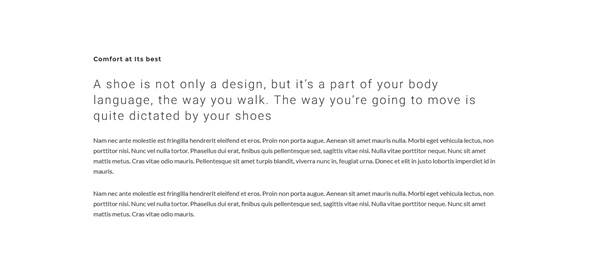 Comfort at Its best
A shoe is not only a design, but it's a part of your body
language, the way you walk. The way you're going to move is
quite dictated by your shoes
Nam nec ante molestie est fringilla hendrerit eleifend et eros. Proin non porta augue. Aenean sit amet mauris nulla. Morbi eget vehicula lectus, non
porttitor nisi. Nunc vel nulla tortor. Phasellus dui erat, finibus quis pellentesque sed, sagittis vitae nisi. Nulla vitae porttitor neque. Nunc sit amet
mattis metus. Cras vitae odio mauris. Pellentesque sit amet turpis blandit, viverra nunc in, feugiat urna. Donec et elit in justo lobortis imperdiet id in
mauris.
Nam nec ante molestie est fringilla hendrerit eleifend et eros. Proin non porta augue. Aenean sit amet mauris nulla. Morbi eget vehicula lectus, non
porttitor nisi. Nunc vel nulla tortor. Phasellus dui erat, finibus quis pellentesque sed, sagittis vitae nisi. Nulla vitae porttitor neque. Nunc sit amet
mattis metus. Cras vitae odio mauris.